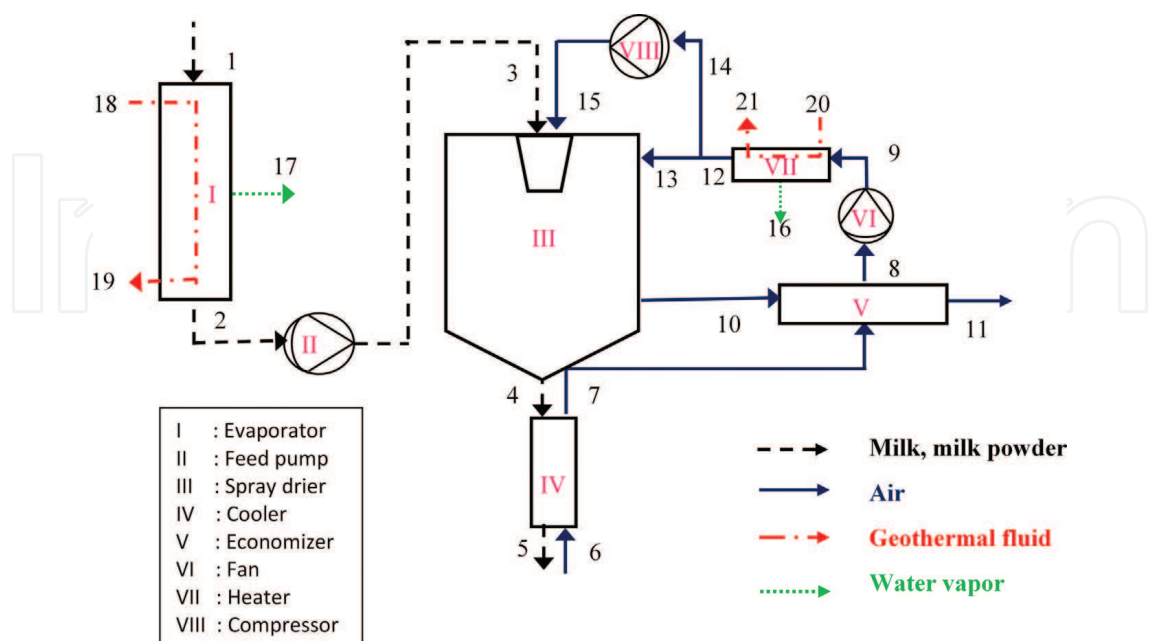 1
2
3
4
5
6
7
8
9
10
11
12
13
14
15
16
17
18
19
20
21
I
II
III
IV
V
VI
VII
VIII
I : Evaporator
II : Feed pump
III : Spray drier
IV : Cooler
V : Economizer
VI : Fan
VII : Heater
VIII : Compressor
Milk, milk powder
Air
Geothermal fluid
Water vapor